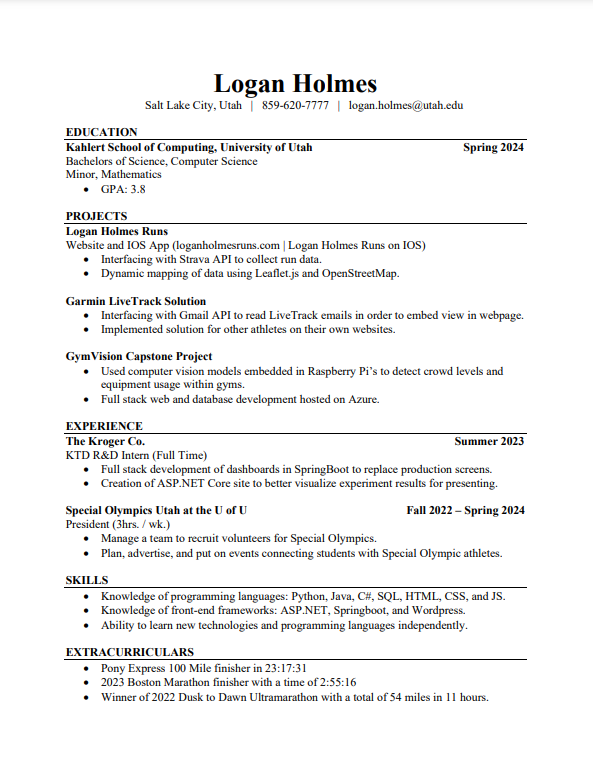 Logan Holmes
Salt Lake City, Utah | 859-620-7777 | logan.holmes@utah.edu
EDUCATION
Kahlert School of Computing, University of Utah Spring 2024
Bachelors of Science, Computer Science
Minor, Mathematics
• GPA: 3.8
PROJECTS
Logan Holmes Runs
Website and IOS App (loganholmesruns.com | Logan Holmes Runs on IOS)
• Interfacing with Strava API to collect run data.
• Dynamic mapping of data using Leaflet.js and OpenStreetMap.
Garmin LiveTrack Solution
• Interfacing with Gmail API to read LiveTrack emails in order to embed view in webpage.
• Implemented solution for other athletes on their own websites.
GymVision Capstone Project
• Used computer vision models embedded in Raspberry Pi's to detect crowd levels and
equipment usage within gyms.
• Full stack web and database development hosted on Azure.
EXPERIENCE
The Kroger Co. Summer 2023
KTD R&D Intern (Full Time)
• Full stack development of dashboards in SpringBoot to replace production screens.
• Creation of ASP.NET Core site to better visualize experiment results for presenting.
Special Olympics Utah at the U of U Fall 2022 – Spring 2024
President (3hrs. / wk.)
• Manage a team to recruit volunteers for Special Olympics.
• Plan, advertise, and put on events connecting students with Special Olympic athletes.
SKILLS
• Knowledge of programming languages: Python, Java, C#, SQL, HTML, CSS, and JS.
• Knowledge of front-end frameworks: ASP.NET, Springboot, and Wordpress.
• Ability to learn new technologies and programming languages independently.
EXTRACURRICULARS
• Pony Express 100 Mile finisher in 23:17:31
• 2023 Boston Marathon finisher with a time of 2:55:16
• Winner of 2022 Dusk to Dawn Ultramarathon with a total of 54 miles in 11 hours.